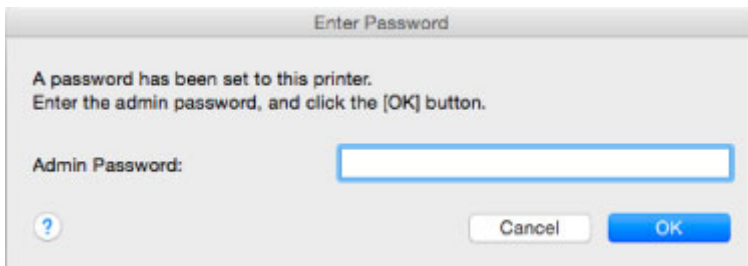 Enter Password
A password has been set to this printer.
Enter the admin password, and click the [OK] button.
Admin Password:
?
Cancel
OK